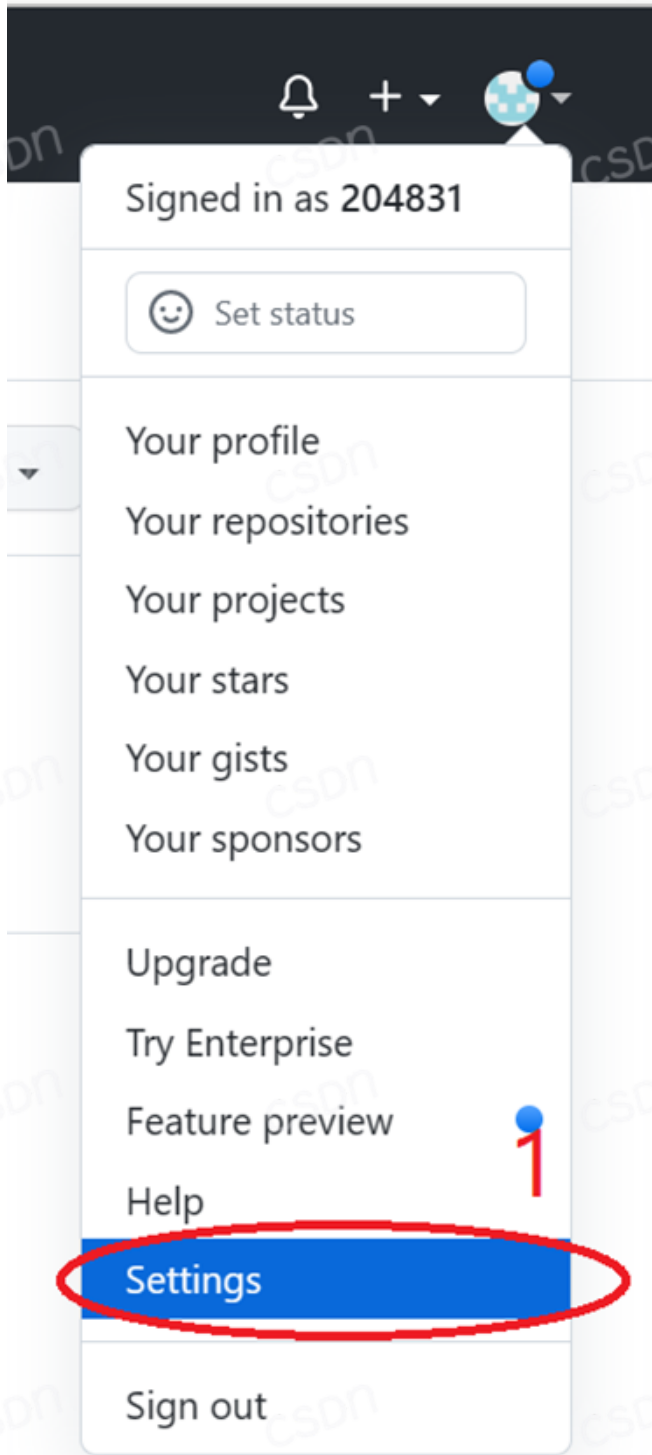 Signed in as 204831
Set status
Your profile
Your repositories
Your projects
Your stars
Your gists
Your sponsors
Upgrade
Try Enterprise
Feature preview
1
Help
Settings
Sign out
CSDN